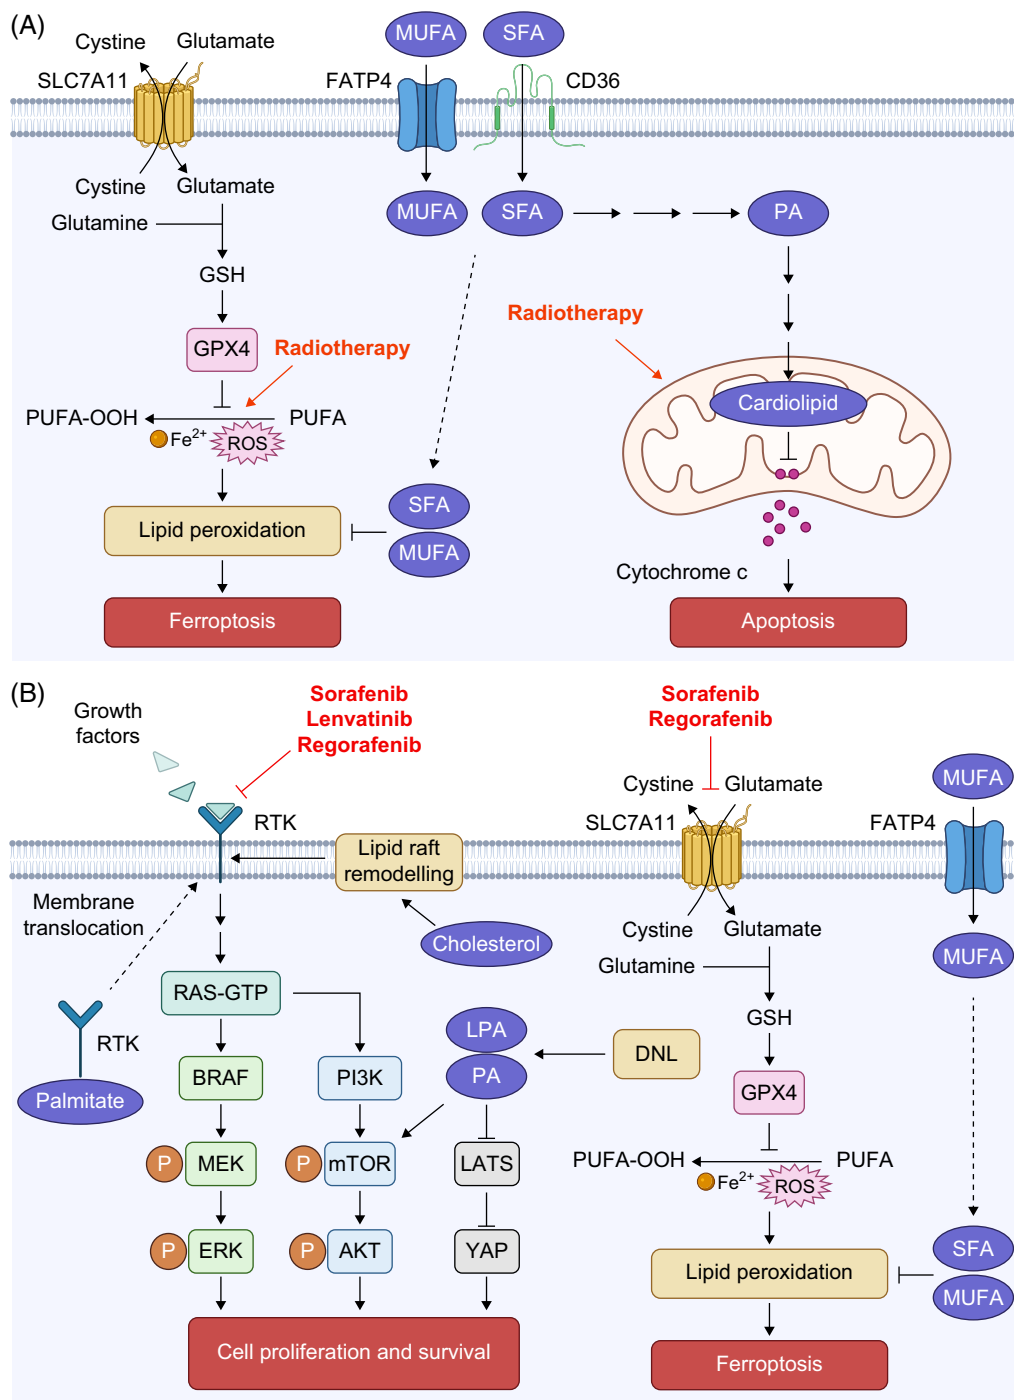 (A)
Cystine
Glutamate
SLC7A11
MUFA
SFA
FATP4
CD36
Cystine
Glutamate
Glutamine
GSH
GPX4
Radiotherapy
PUFA-OOH
PUFA
Fe²⁺
ROS
Lipid peroxidation
Ferroptosis
MUFA
SFA
PA
SFA
MUFA
Radiotherapy
Cardiolipid
Cytochrome c
Apoptosis
(B)
Growth
factors
Sorafenib
Lenvatinib
Regorafenib
RTK
Lipid raft
remodelling
Membrane
translocation
Cholesterol
RTK
Palmitate
RAS-GTP
BRAF
PI3K
LPA
PA
DNL
P
MEK
P
mTOR
LATS
P
ERK
P
AKT
YAP
Cell proliferation and survival
Sorafenib
Regorafenib
Cystine
Glutamate
SLC7A11
MUFA
FATP4
Cystine
Glutamate
Glutamine
MUFA
GSH
GPX4
PUFA-OOH
PUFA
Fe²⁺
ROS
Lipid peroxidation
SFA
MUFA
Ferroptosis